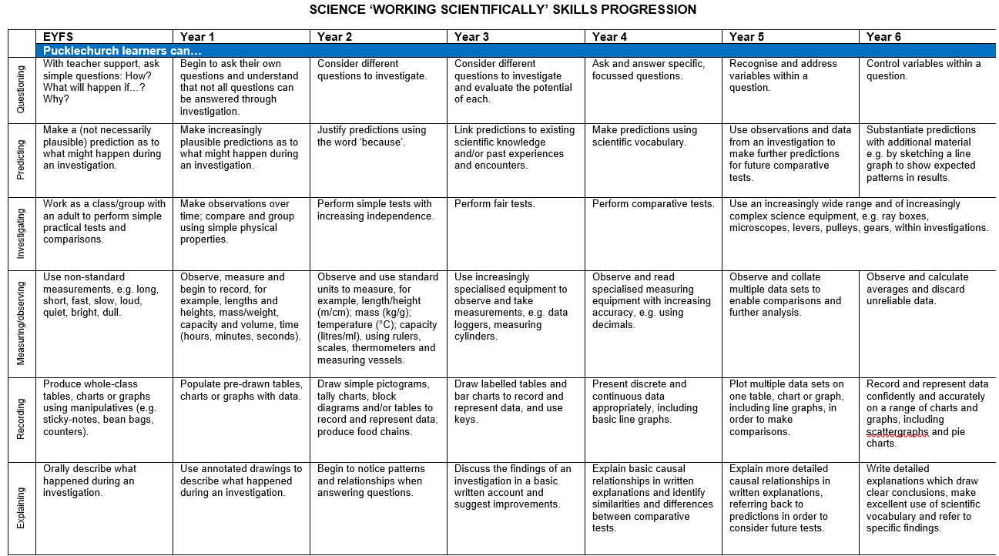 SCIENCE ‘WORKING SCIENTIFICALLY’ SKILLS PROGRESSION
EYFS
Year 1
Year 2
Year 3
Year 4
Year 5
Year 6
Pucklechurch learners can…
Questioning
With teacher support, ask
simple questions: How?
What will happen if…?
Why?
Begin to ask their own
questions and understand
that not all questions can
be answered through
investigation.
Consider different
questions to investigate.
Consider different
questions to investigate
and evaluate the potential
of each.
Ask and answer specific,
focussed questions.
Recognise and address
variables within a
question.
Control variables within a
question.
Predicting
Make a (not necessarily
plausible) prediction as to
what might happen during
an investigation.
Make increasingly
plausible predictions as to
what might happen during
an investigation.
Justify predictions using
the word ‘because’.
Link predictions to existing
scientific knowledge
and/or past experiences
and encounters.
Make predictions using
scientific vocabulary.
Use observations and data
from an investigation to
make further predictions
for future comparative
tests.
Substantiate predictions
with additional material
e.g. by sketching a line
graph to show expected
patterns in results.
Investigating
Work as a class/group with
an adult to perform simple
practical tests and
comparisons.
Make observations over
time; compare and group
using simple physical
properties.
Perform simple tests with
increasing independence.
Perform fair tests.
Perform comparative tests.
Use an increasingly wide range and of increasingly
complex science equipment, e.g. ray boxes,
microscopes, levers, pulleys, gears, within investigations.
Measuring/observing
Use non-standard
measurements, e.g. long,
short, fast, slow, loud,
quiet, bright, dull.
Observe, measure and
begin to record, for
example, lengths and
heights, mass/weight,
capacity and volume, time
(hours, minutes, seconds).
Observe and use standard
units to measure, for
example, length/height
(m/cm); mass (kg/g);
temperature (°C); capacity
(litres/ml), using rulers,
scales, thermometers and
measuring vessels.
Use increasingly
specialised equipment to
observe and take
measurements, e.g. data
loggers, measuring
cylinders.
Observe and read
specialised measuring
equipment with increasing
accuracy, e.g. using
decimals.
Observe and collate
multiple data sets to
enable comparisons and
further analysis.
Observe and calculate
averages and discard
unreliable data.
Recording
Produce whole-class
tables, charts or graphs
using manipulatives (e.g.
sticky-notes, bean bags,
counters).
Populate pre-drawn tables,
charts or graphs with data.
Draw simple pictograms,
tally charts, block
diagrams and/or tables to
record and represent data;
produce food chains.
Draw labelled tables and
bar charts to record and
represent data, and use
keys.
Present discrete and
continuous data
appropriately, including
basic line graphs.
Plot multiple data sets on
one table, chart or graph,
including line graphs, in
order to make
comparisons.
Record and represent data
confidently and accurately
on a range of charts and
graphs, including
scattergraphs and pie
charts.
Explaining
Orally describe what
happened during an
investigation.
Use annotated drawings to
describe what happened
during an investigation.
Begin to notice patterns
and relationships when
answering questions.
Discuss the findings of an
investigation in a basic
written account and
suggest improvements.
Explain basic causal
relationships in written
explanations and identify
similarities and differences
between comparative
tests.
Explain more detailed
causal relationships in
written explanations,
referring back to
predictions in order to
consider future tests.
Write detailed
explanations which draw
clear conclusions, make
excellent use of scientific
vocabulary and refer to
specific findings.